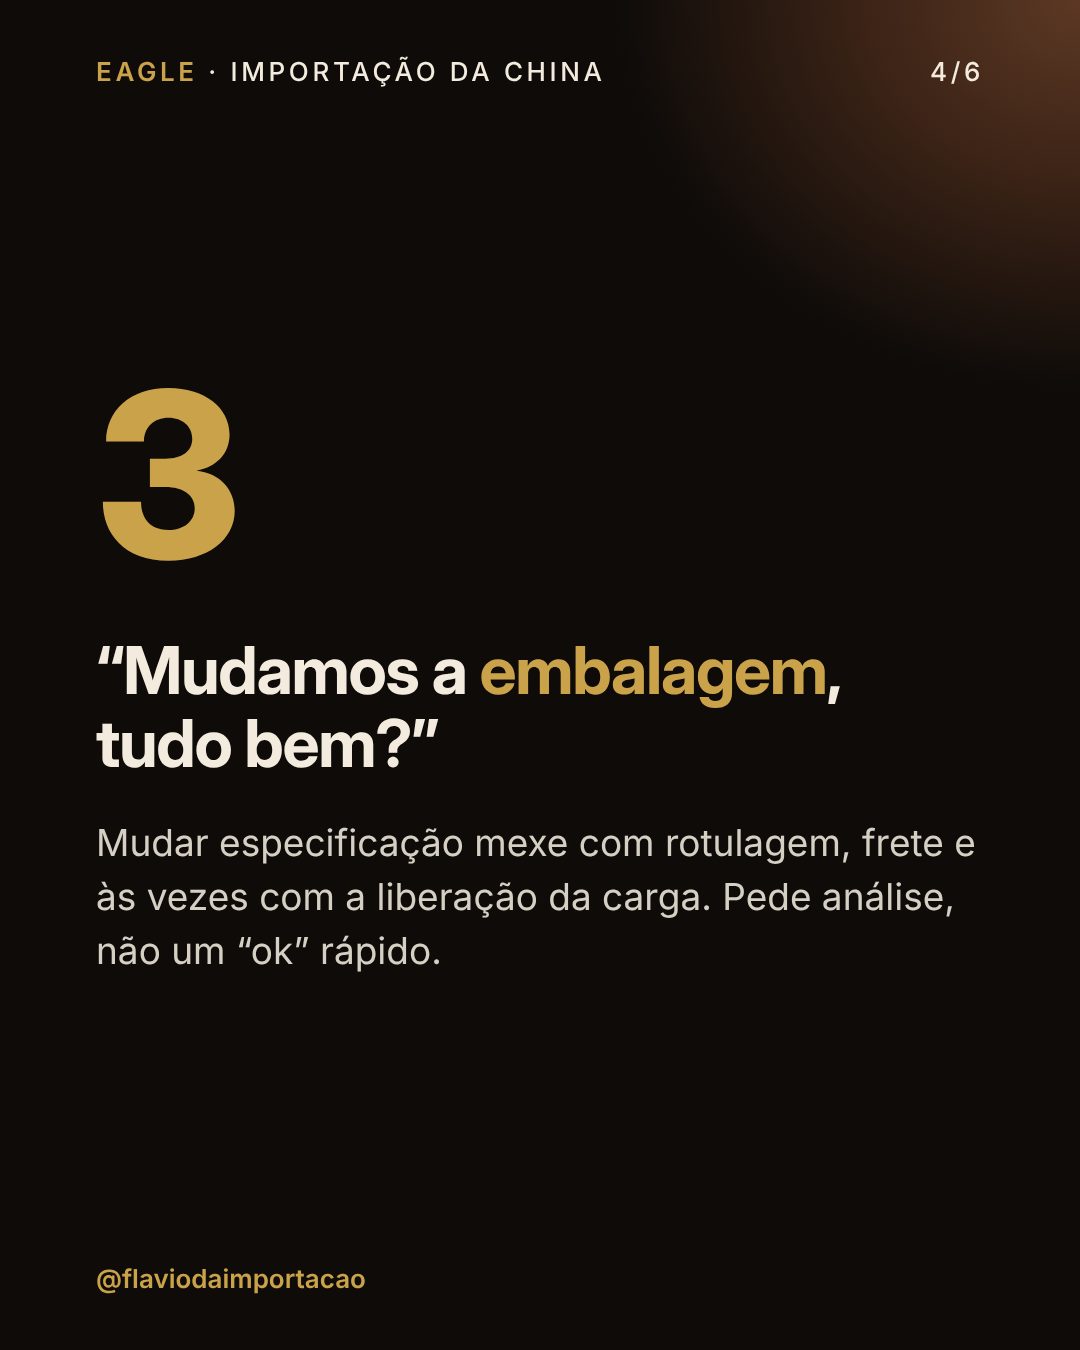 EAGLE · IMPORTAÇÃO DA CHINA 4/6
3
“Mudamos a embalagem,
tudo bem?”
Mudar especificação mexe com rotulagem, frete e
às vezes com a liberação da carga. Pede análise,
não um “ok” rápido.
@flaviodaimportacao